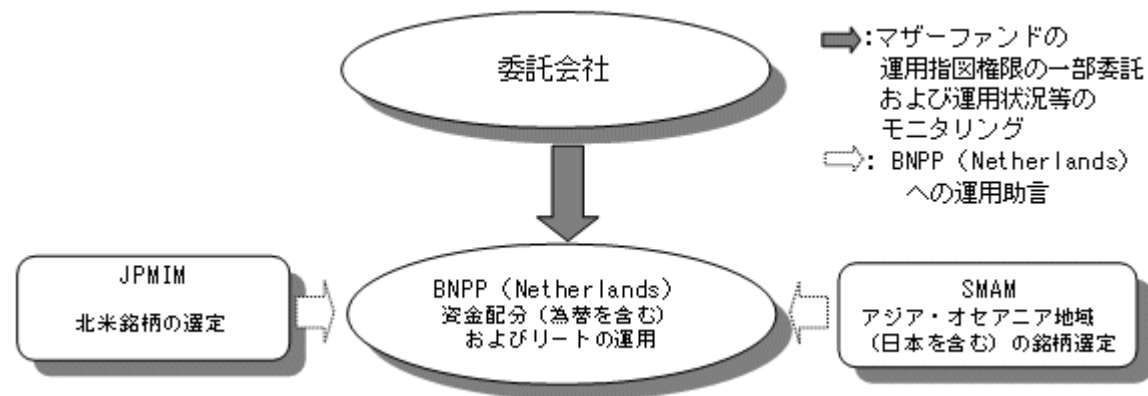 委託会社
:マザーファンドの
運用指図権限の一部委託
および運用状況等の
モニタリング
: BNPP (Netherlands)
への運用助言
JPMIM
北米銘柄の選定
BNPP (Netherlands)
資金配分(為替を含む)
およびリートの運用
SMAM
アジア・オセアニア地域
(日本を含む)の銘柄選定